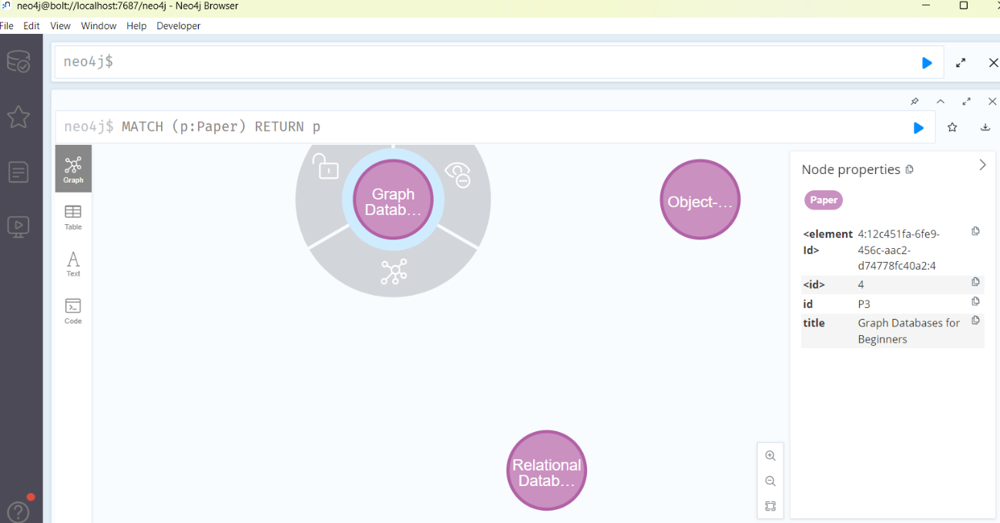 neo4j@bolt://localhost:7687/neo4j - Neo4j Browser
File Edit View Window Help Developer
neo4j$
neo4j$ MATCH (p:Paper) RETURN p
Graph
Table
Text
Code
Graph
Datab...
Object-...
Relational
Datab...
Node properties
Paper
<element
Id>
4:12c451fa-6fe9-
456c-aac2-
d74778fc40a2:4
<id> 4
id P3
title Graph Databases for
Beginners